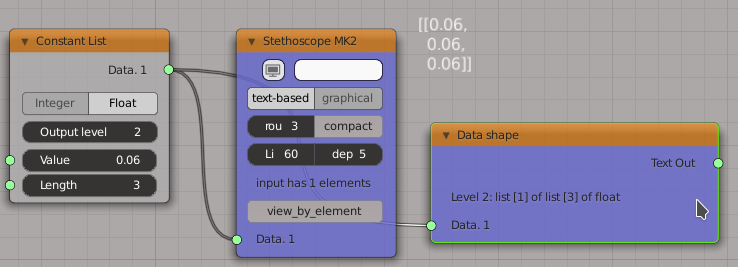 Constant List
Data. 1
Integer Float
Output level 2
Value 0.06
Length 3
Stethoscope MK2
text-based graphical
rou 3 compact
Li 60 dep 5
input has 1 elements
view_by_element
Data. 1
[[0.06,
0.06,
0.06]]
Data shape
Text Out
Level 2: list [1] of list [3] of float
Data. 1